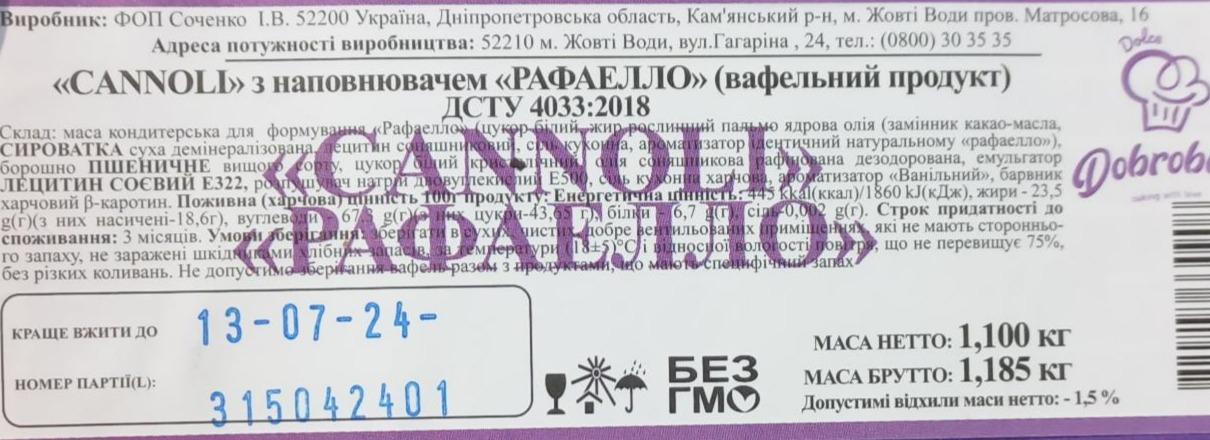 Виробник: ФОП Соченко І.В. 52200 Україна, Дніпропетровська область, Кам'янський р-н, м. Жовті Води пров. Матросова, 16
Адреса потужності виробництва: 52210 м. Жовті Води, вул.Гагаріна , 24, тел.: (0800) 30 35 35
«CANNOLI» з наповнювачем «РАФАЕЛЛО» (вафельний продукт)
ДСТУ 4033:2018
Dolce
Dobrob
Склад: маса кондитерська для формування «Рафаелло» (цукор білий, жир рослинний пальмо ядрова олія (замінник какао-масла,
СИРОВАТКА суха демінералізована, лецитин соняшниковий, сіль кухонна, ароматизатор ідентичний натуральному «рафаелло»),
борошно ПШЕНИЧНЕ вищого сорту, цукор білий кристалічний, олія соняшникова рафінована дезодорована, емульгатор
ЛЕЦИТИН СОЄВИЙ Е322, розпушувач натрій двовуглекислий Е500, сіль кухонна харчова, ароматизатор «Ванільний», барвник
харчовий β-каротин. Поживна (харчова) цінність 100г продукту: Енергетична цінність: 445 kkal(ккал)/1860 kJ(кДж), жири - 23,5
g(г)(з них насичені-18,6г), вуглеводи 67, g(г)(з них цукри-43,65 г), білки 6,7 g(г), сіль-0,002 g(г). Строк придатності до
споживання: 3 місяців. Умови зберігання: зберігати в сухих, чистих, добре вентильованих приміщеннях, які не мають сторонньо-
го запаху, не заражені шкідниками хлібних запасів, за температури (18±5)°С і відносної вологості повітря, що не перевищує 75%,
без різких коливань. Не допустимо зберігання вафель разом з продуктами, що мають специфічний запах
«CANNOLI»
«РАФАЕЛЛО»
КРАЩЕ ВЖИТИ ДО 13-07-24-
НОМЕР ПАРТІЇ(L): 315042401
БЕЗ
ГМО
МАСА НЕТТО: 1,100 кг
МАСА БРУТТО: 1,185 кг
Допустимі відхили маси нетто: - 1,5 %